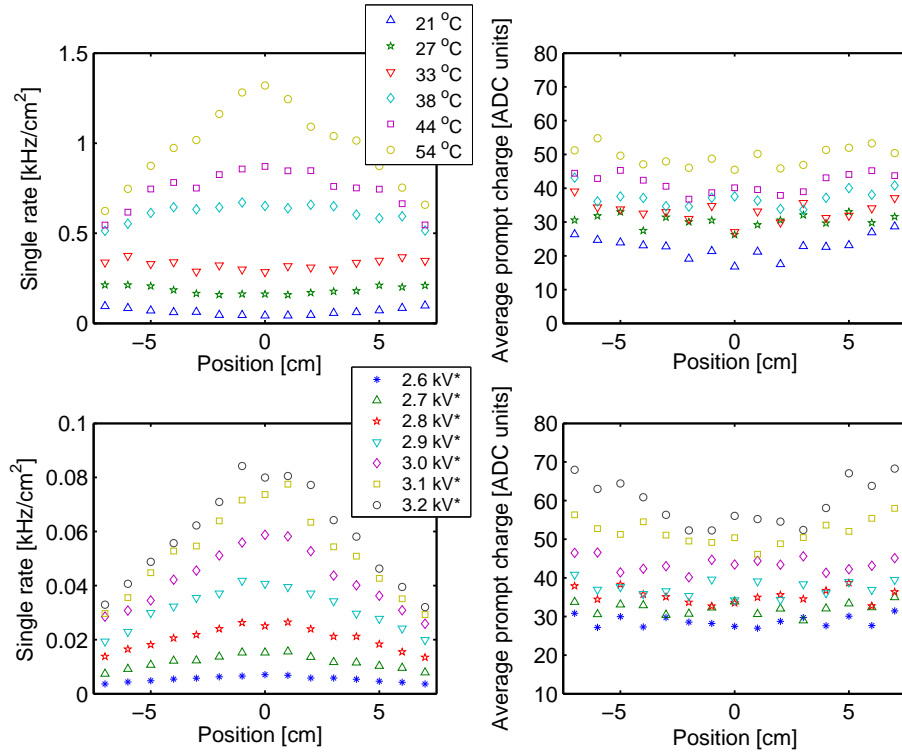 21 °C
27 °C
33 °C
38 °C
44 °C
54 °C
Single rate [kHz/cm²]
1.5
1
0.5
0
−5 0 5
Position [cm]
Average prompt charge [ADC units]
80
70
60
50
40
30
20
10
0
−5 0 5
Position [cm]
2.6 kV*
2.7 kV*
2.8 kV*
2.9 kV*
3.0 kV*
3.1 kV*
3.2 kV*
Single rate [kHz/cm²]
0.1
0.08
0.06
0.04
0.02
0
−5 0 5
Position [cm]
Average prompt charge [ADC units]
80
70
60
50
40
30
20
10
−5 0 5
Position [cm]